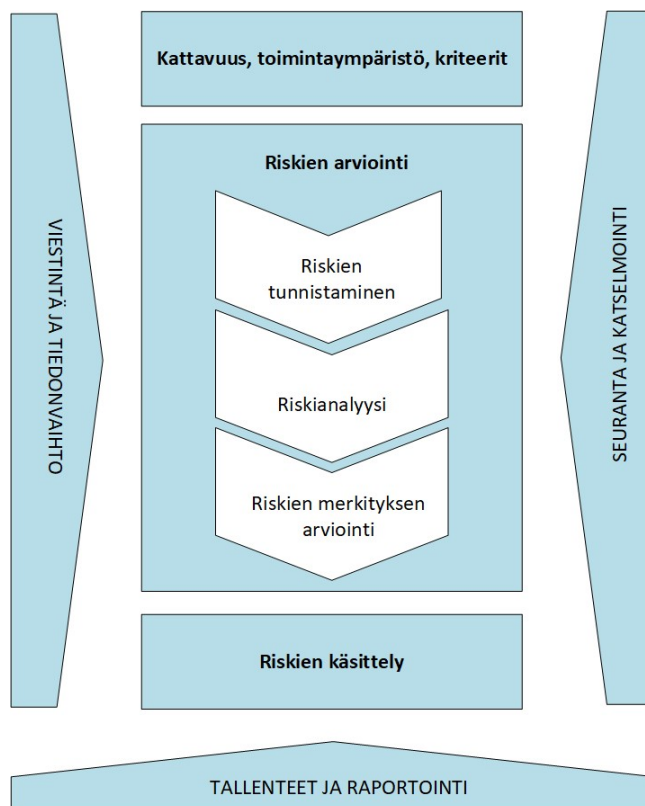 Kattavuus, toimintaympäristö, kriteerit
Riskien arviointi
Riskien
tunnistaminen
Riskianalyysi
Riskien merkityksen
arviointi
Riskien käsittely
VIESTINTÄ JA TIEDONVAIHTO
SEURANTA JA KATSELMOINTI
TALLENTEET JA RAPORTOINTI